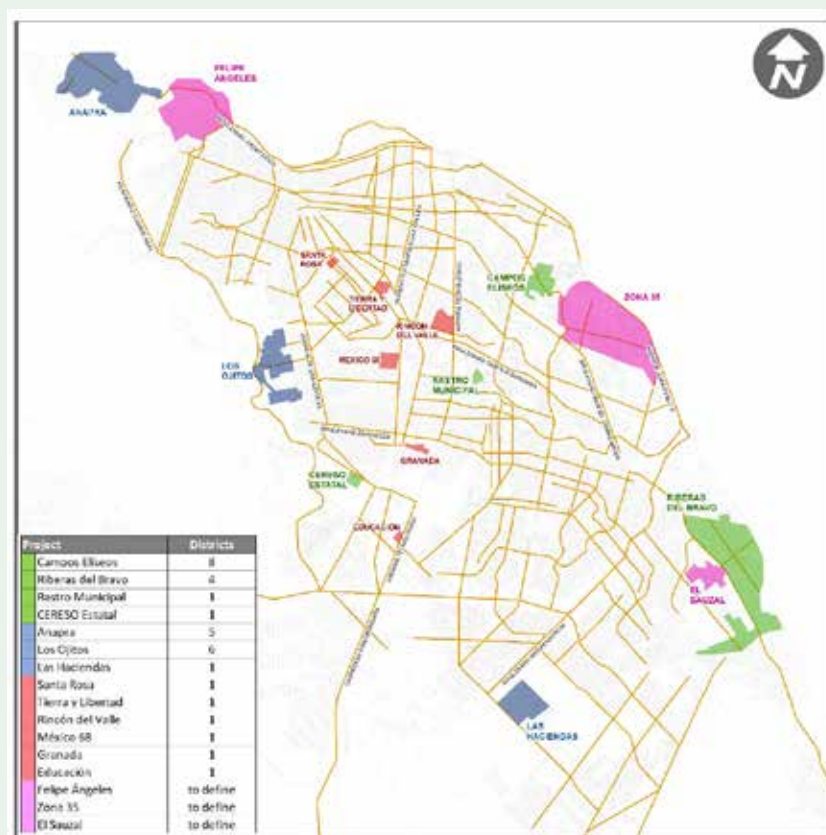 N
FELIPE
ANGELES
ANAPRA
SANTA
ROSA
CAMPOS
ELISEOS
TIERRA Y
LIBERTAD
ZONA 35
RINCON
DEL VALLE
LOS
OJITOS
MEXICO 68
RASTRO
MUNICIPAL
GRANADA
CERESO
ESTATAL
RIBERAS
DEL BRAVO
EDUCACION
EL
SAUZAL
LAS
HACIENDAS
Project Districts
Campos Eliseos 8
Riberas del Bravo 4
Rastro Municipal 1
CERESO Estatal 1
Anapra 5
Los Ojitos 6
Las Haciendas 1
Santa Rosa 1
Tierra y Libertad 1
Rincón del Valle 1
México 68 1
Granada 1
Educación 1
Felipe Ángeles to define
Zona 35 to define
El Sauzal to define